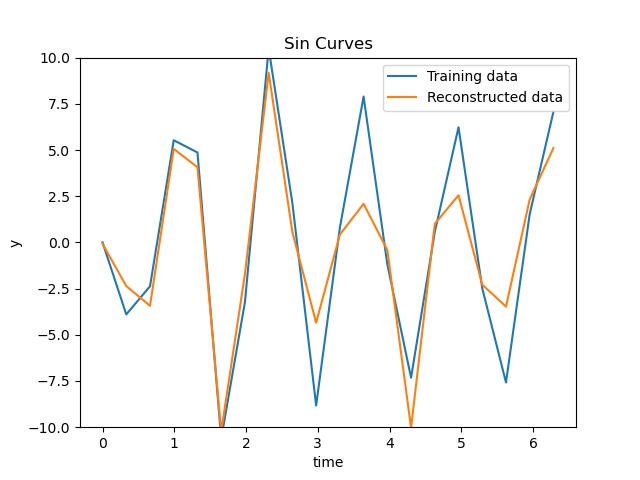 Sin Curves
Training data
Reconstructed data
10.0
7.5
5.0
2.5
0.0
−2.5
−5.0
−7.5
−10.0
y
0 1 2 3 4 5 6
time